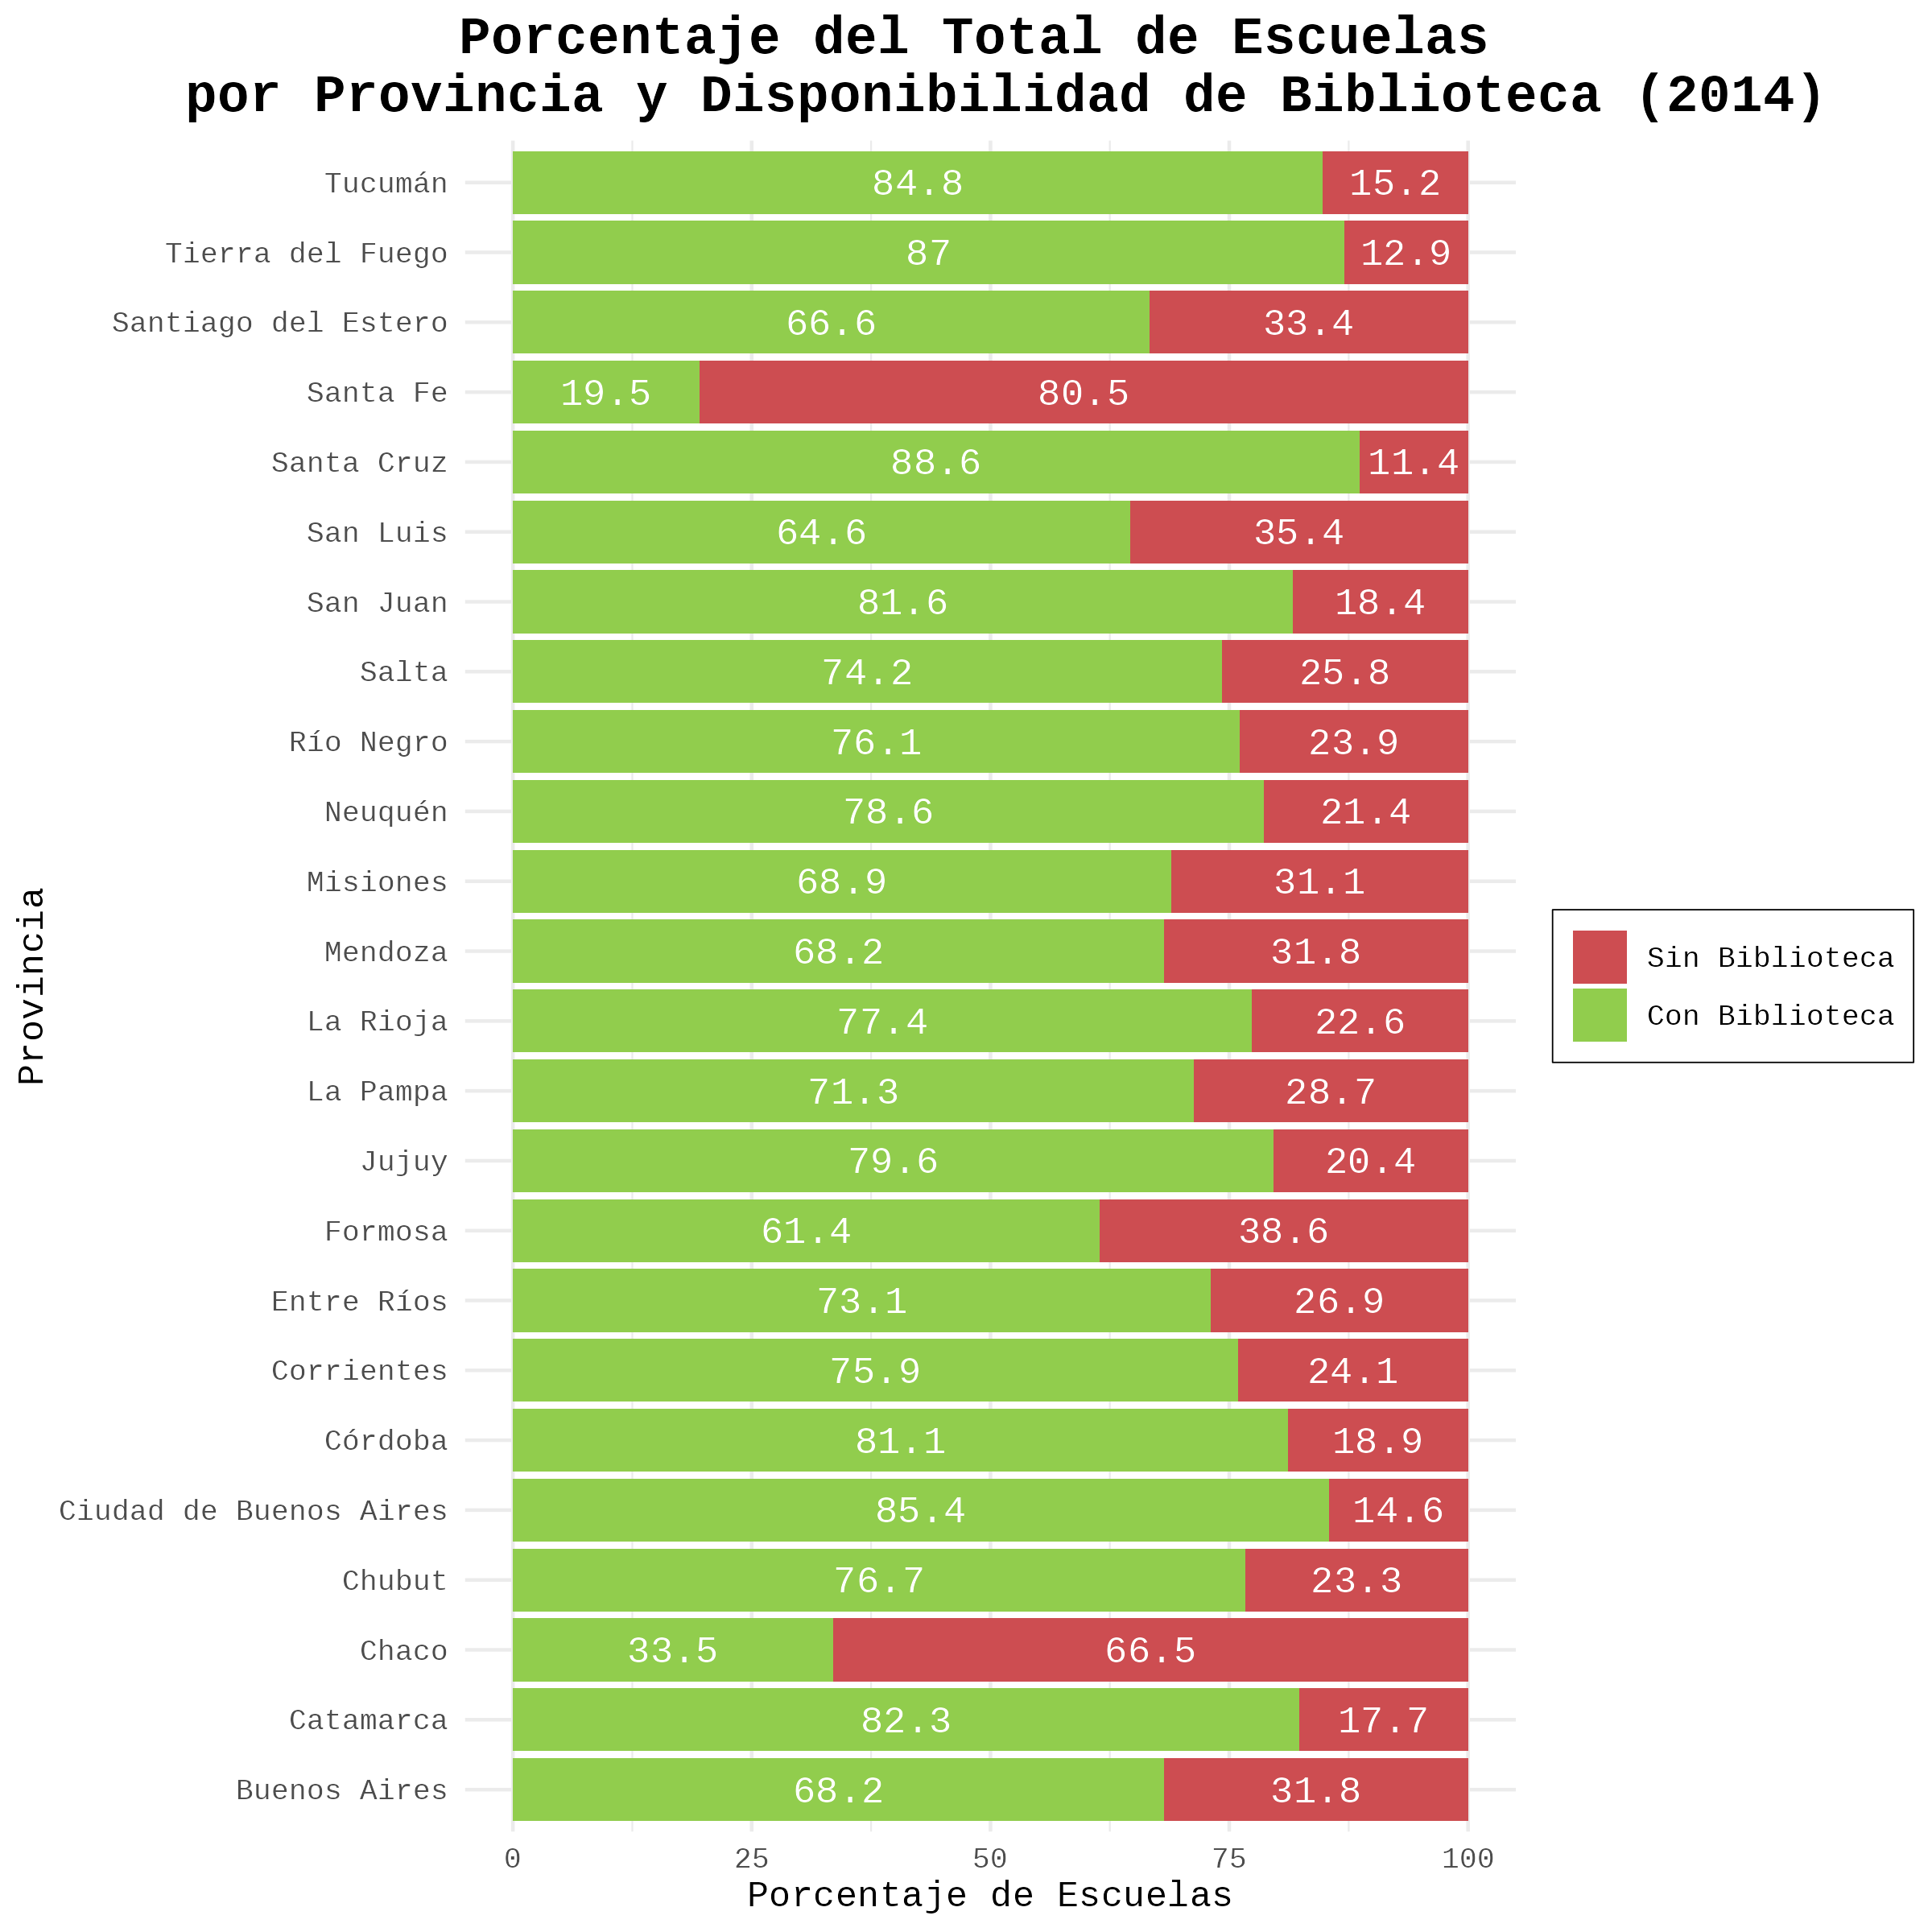 Porcentaje del Total de Escuelas
por Provincia y Disponibilidad de Biblioteca (2014)
Tucumán 84.8 15.2
Tierra del Fuego 87 12.9
Santiago del Estero 66.6 33.4
Santa Fe 19.5 80.5
Santa Cruz 88.6 11.4
San Luis 64.6 35.4
San Juan 81.6 18.4
Salta 74.2 25.8
Río Negro 76.1 23.9
Neuquén 78.6 21.4
Misiones 68.9 31.1
Mendoza 68.2 31.8
La Rioja 77.4 22.6
La Pampa 71.3 28.7
Jujuy 79.6 20.4
Formosa 61.4 38.6
Entre Ríos 73.1 26.9
Corrientes 75.9 24.1
Córdoba 81.1 18.9
Ciudad de Buenos Aires 85.4 14.6
Chubut 76.7 23.3
Chaco 33.5 66.5
Catamarca 82.3 17.7
Buenos Aires 68.2 31.8
0 25 50 75 100
Porcentaje de Escuelas
Provincia
Sin Biblioteca
Con Biblioteca